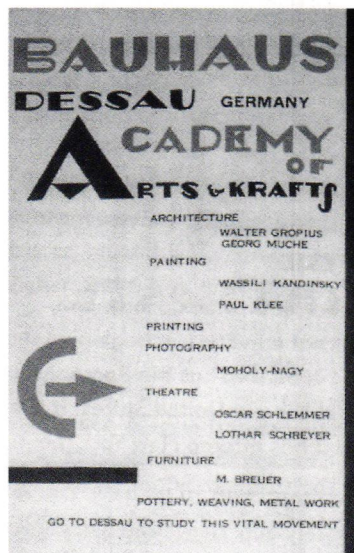 BAUHAUS
DESSAU GERMANY
ACADEMY
OF
ARTS & KRAFTS
ARCHITECTURE
WALTER GROPIUS
GEORG MUCHE
PAINTING
WASSILI KANDINSKY
PAUL KLEE
PRINTING
PHOTOGRAPHY
MOHOLY-NAGY
THEATRE
OSCAR SCHLEMMER
LOTHAR SCHREYER
FURNITURE
M. BREUER
POTTERY, WEAVING, METAL WORK
GO TO DESSAU TO STUDY THIS VITAL MOVEMENT